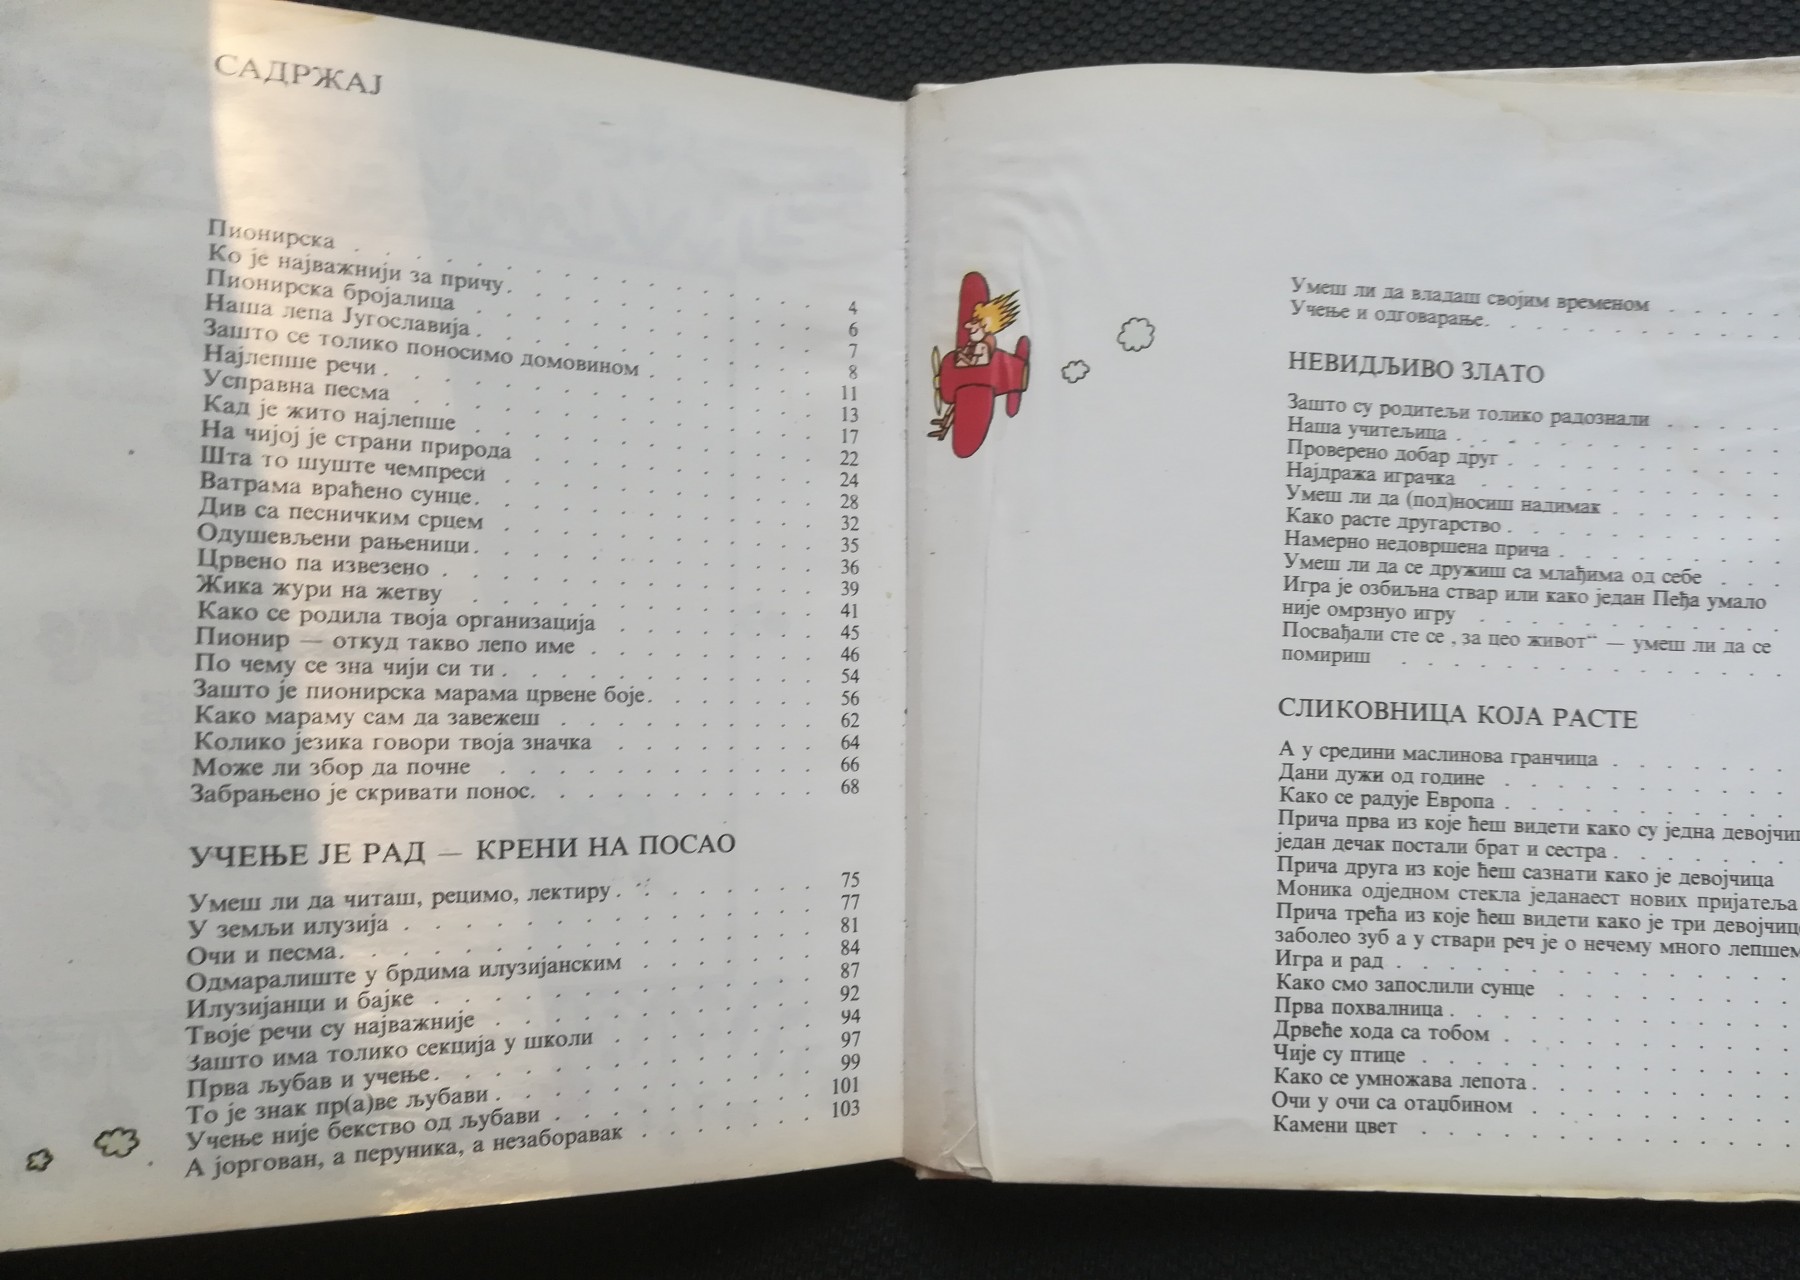 САДРЖАЈ
Пионирска . . . . . . . . . . 4
Ко је најважнији за причу . . . . . . . . . . 6
Пионирска бројалица . . . . . . . . . . 7
Наша лепа Југославија . . . . . . . . . . 8
Зашто се толико поносимо домовином . . . . . . 11
Најлепше речи . . . . . . . . . . 13
Усправна песма . . . . . . . . . . 17
Кад је жито најлепше . . . . . . . . . . 22
На чијој је страни природа . . . . . . . . . . 24
Шта то шуште чемпреси . . . . . . . . . . 28
Ватрама враћено сунце . . . . . . . . . . 32
Див са песничким срцем . . . . . . . . . . 35
Одушевљени рањеници . . . . . . . . . . 36
Црвено па извезено . . . . . . . . . . 39
Жика жури на жетву . . . . . . . . . . 41
Како се родила твоја организација . . . . . . . 45
Пионир — откуд такво лепо име . . . . . . . . 46
По чему се зна чији си ти . . . . . . . . . . 54
Зашто је пионирска марама црвене боје . . . . . . 56
Како мараму сам да завежеш . . . . . . . . . 62
Колико језика говори твоја значка . . . . . . . 64
Може ли збор да почне . . . . . . . . . . 66
Забрањено је скривати понос . . . . . . . . . . 68
УЧЕЊЕ ЈЕ РАД — КРЕНИ НА ПОСАО
Умеш ли да читаш, рецимо, лектиру . . . . . . . 75
У земљи илузија . . . . . . . . . . 77
Очи и песма . . . . . . . . . . 81
Одмаралиште у брдима илузијанским . . . . . . 84
Илузијанци и бајке . . . . . . . . . . 87
Твоје речи су најважније . . . . . . . . . . 92
Зашто има толико секција у школи . . . . . . . 94
Прва љубав и учење . . . . . . . . . . 97
То је знак пр(а)ве љубави . . . . . . . . . . 99
Учење није бекство од љубави . . . . . . . . . 101
А јоргован, а перуника, а незаборавак . . . . . . 103
Умеш ли да владаш својим временом . . . . .
Учење и одговарање . . . . . . . . . .
НЕВИДЉИВО ЗЛАТО
Зашто су родитељи толико радознали . . . . .
Наша учитељица . . . . . . . . . .
Проверено добар друг . . . . . . . . . .
Најдража играчка . . . . . . . . . .
Умеш ли да (под)носиш надимак . . . . . . .
Како расте другарство . . . . . . . . . .
Намерно недовршена прича . . . . . . . .
Умеш ли да се дружиш са млађима од себе . . .
Игра је озбиљна ствар или како један Пеђа умало
није омрзнуо игру . . . . . . . . . .
Посвађали сте се „за цео живот“ — умеш ли да се
помириш . . . . . . . . . .
СЛИКОВНИЦА КОЈА РАСТЕ
А у средини маслинова гранчица . . . . . .
Дани дужи од године . . . . . . . . . .
Како се радује Европа . . . . . . . . . .
Прича прва из које ћеш видети како су једна девојчи
један дечак постали брат и сестра . . . . . .
Прича друга из које ћеш сазнати како је девојчица
Моника одједном стекла једанаест нових пријатеља
Прича трећа из које ћеш видети како је три девојчице
заболео зуб а у ствари реч је о нечему много лепшем
Игра и рад . . . . . . . . . .
Како смо запослили сунце . . . . . . . .
Прва похвалница . . . . . . . . . .
Дрвеће хода са тобом . . . . . . . . . .
Чије су птице . . . . . . . . . .
Како се умножава лепота . . . . . . . . .
Очи у очи са отаџбином . . . . . . . . .
Камени цвет . . . . . . . . . .